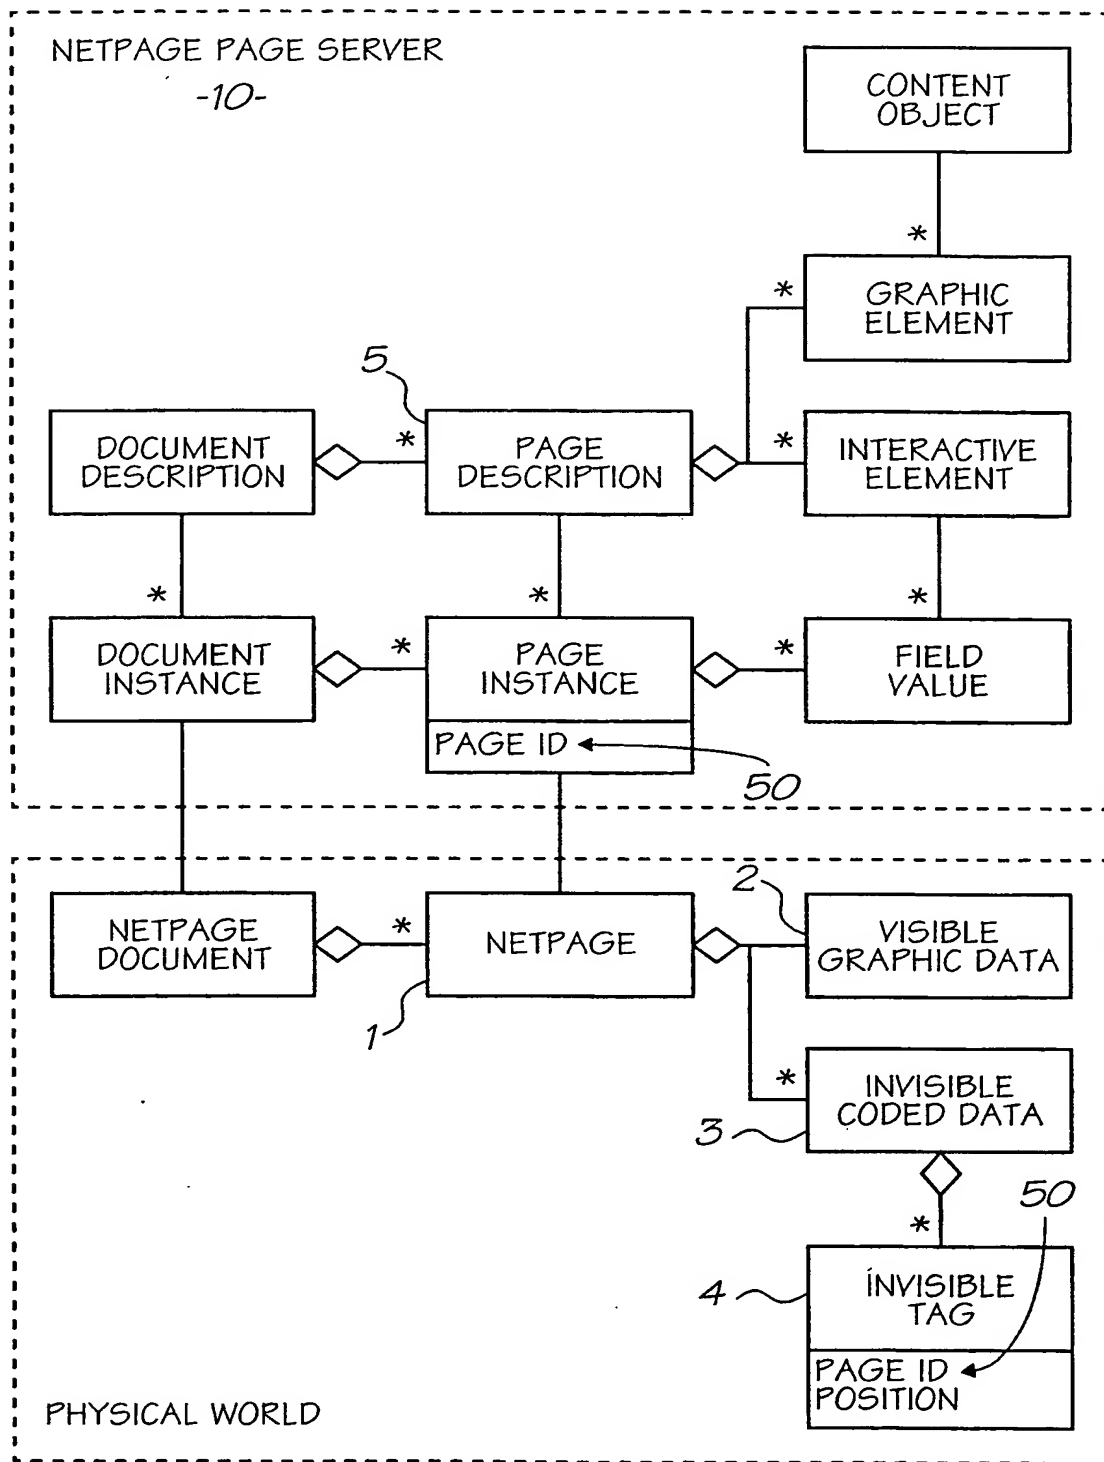 NETPAGE PAGE SERVER
-10-
CONTENT
OBJECT
*
*
GRAPHIC
ELEMENT
5
DOCUMENT
DESCRIPTION
*
PAGE
DESCRIPTION
*
INTERACTIVE
ELEMENT
*
*
*
DOCUMENT
INSTANCE
*
PAGE
INSTANCE
*
FIELD
VALUE
PAGE ID
50
NETPAGE
DOCUMENT
*
NETPAGE
1
2
VISIBLE
GRAPHIC DATA
*
INVISIBLE
CODED DATA
3
50
*
4
INVISIBLE
TAG
PAGE ID
POSITION
PHYSICAL WORLD